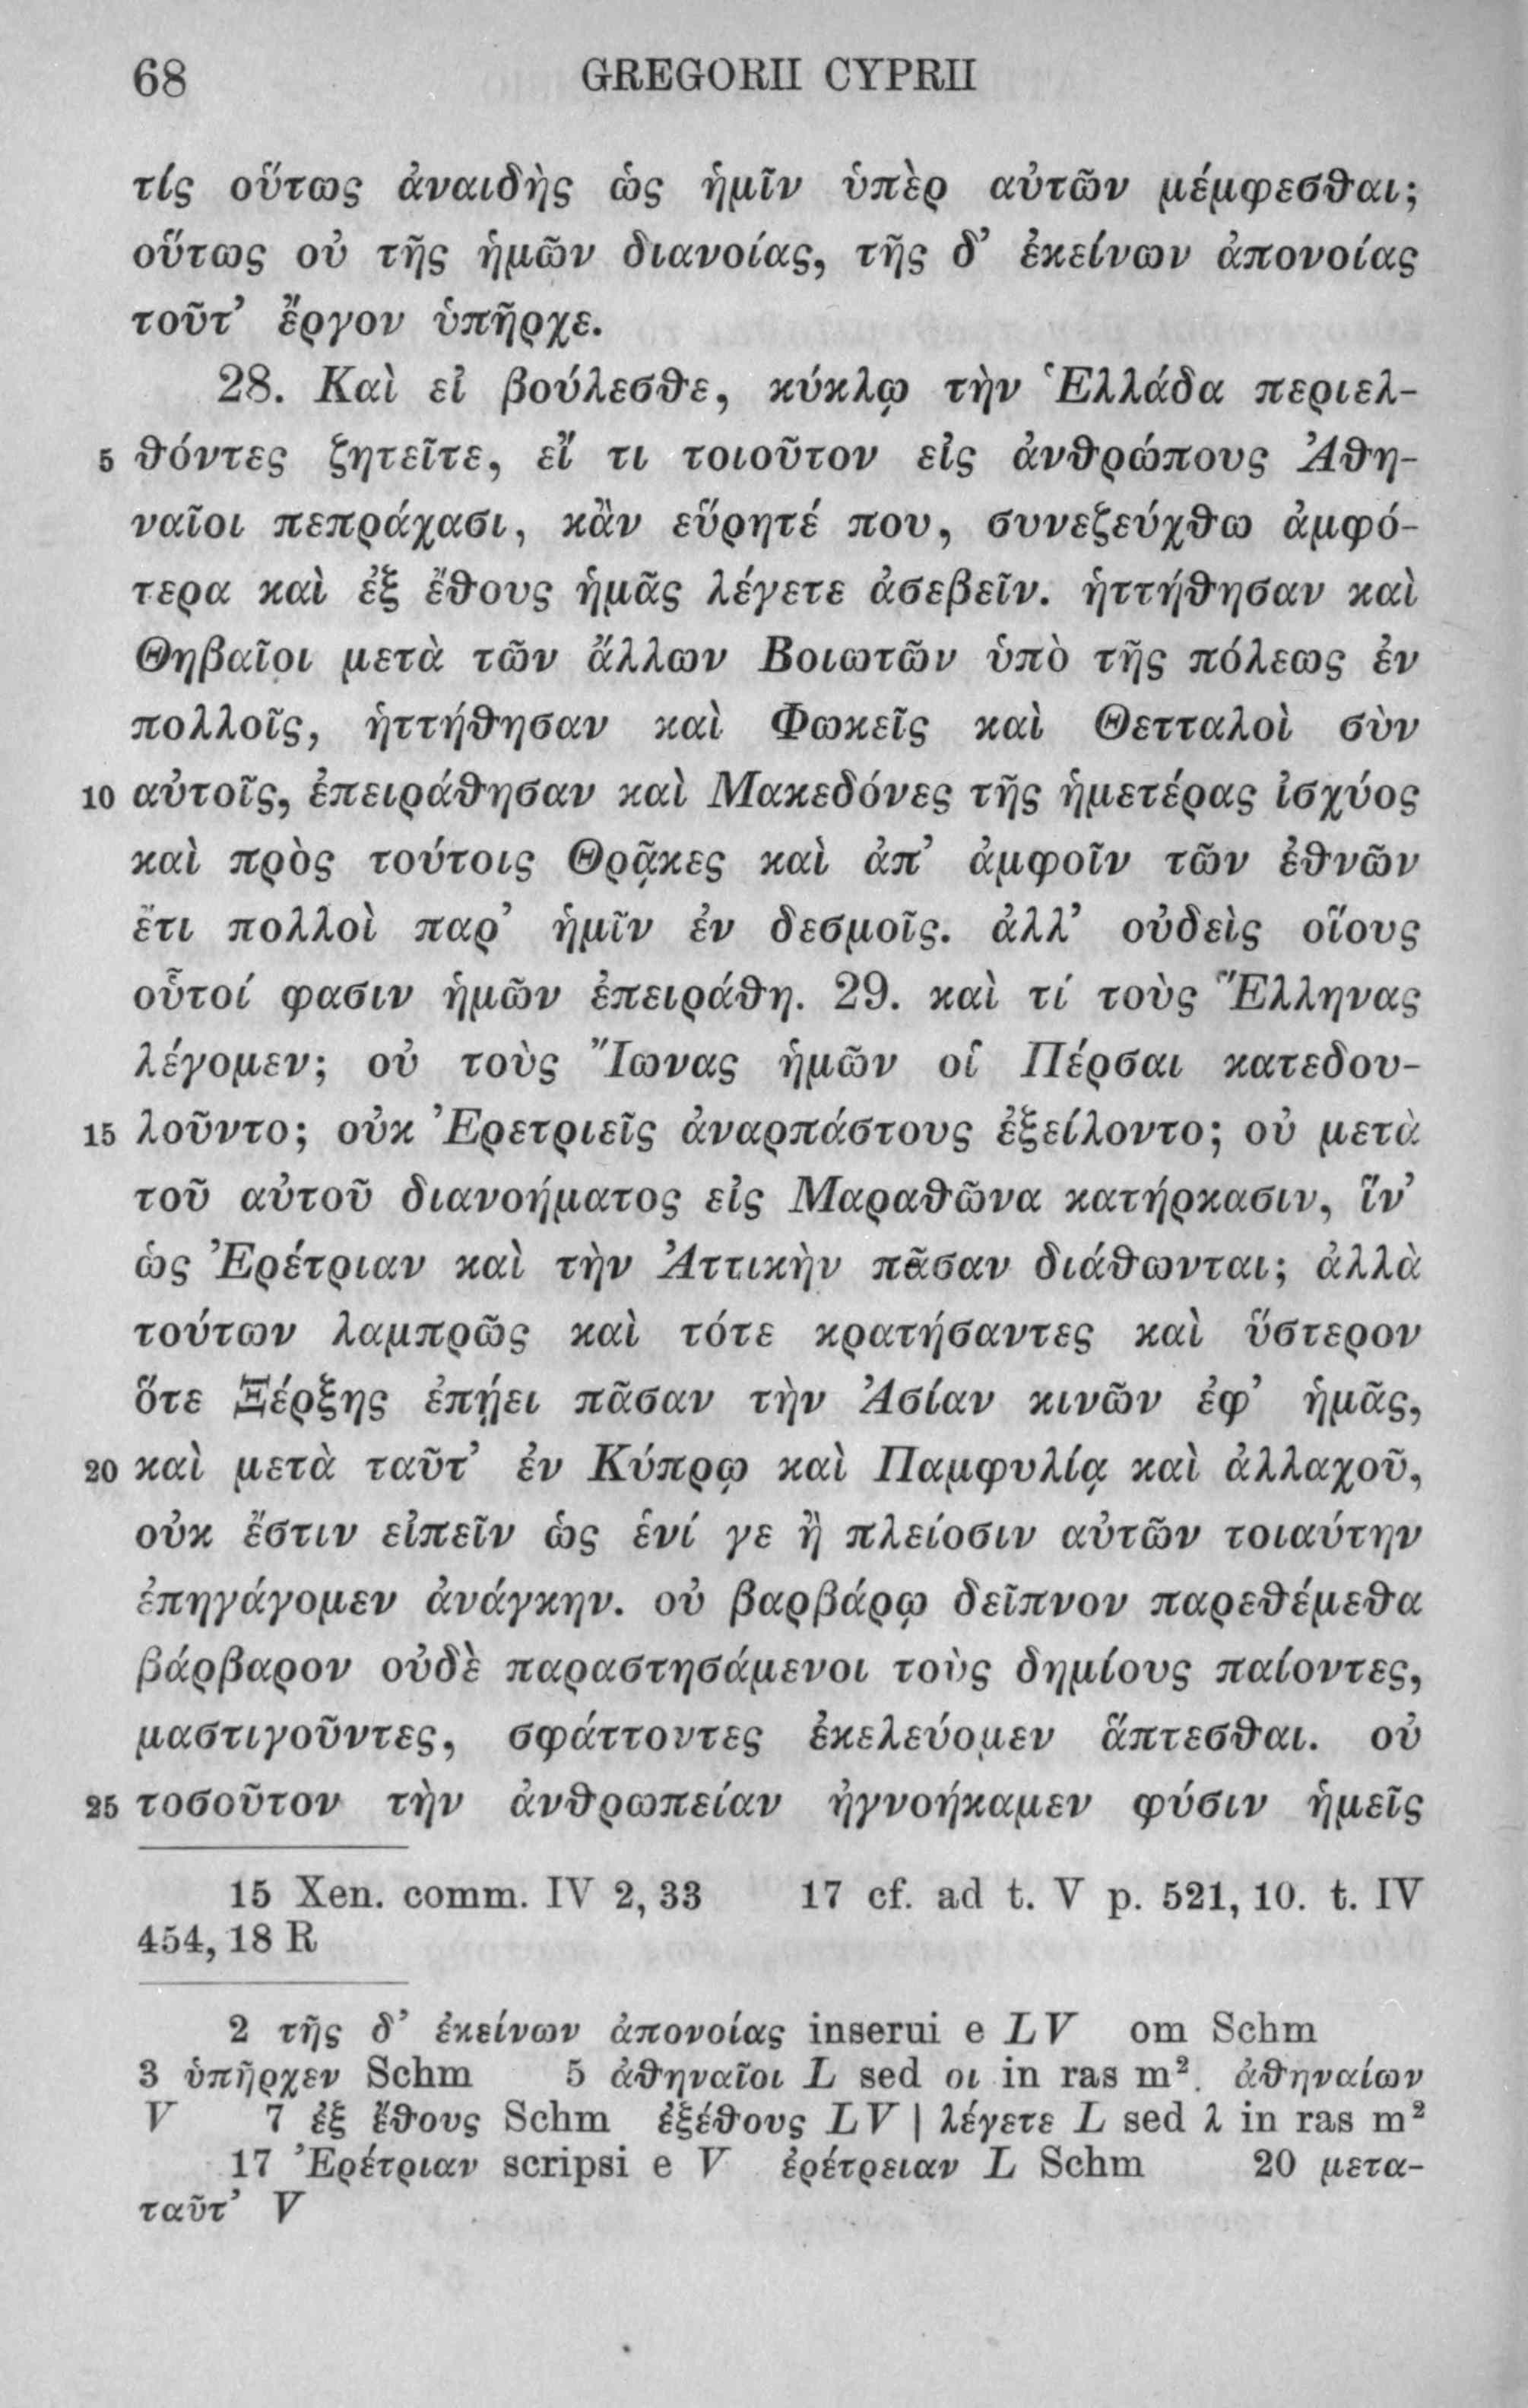 68 GREGORII CYPRII
τίς οὕτως ἀναιδὴς ὡς ἡμῖν ὑπὲρ αὐτῶν μέμφεσθαι;
οὕτως οὐ τῆς ἡμῶν διανοίας, τῆς δ’ ἐκείνων ἀπονοίας
τοῦτ’ ἔργον ὑπῆρχε.
28. Καὶ εἰ βούλεσθε, κύκλῳ τὴν Ἑλλάδα περιελ-
5 θόντες ζητεῖτε, εἴ τι τοιοῦτον εἰς ἀνθρώπους Ἀθη-
ναῖοι πεπράχασι, κἂν εὕρητέ που, συνεζεύχθω ἀμφό-
τερα καὶ ἐξ ἔθους ἡμᾶς λέγετε ἀσεβεῖν. ἡττήθησαν καὶ
Θηβαῖοι μετὰ τῶν ἄλλων Βοιωτῶν ὑπὸ τῆς πόλεως ἐν
πολλοῖς, ἡττήθησαν καὶ Φωκεῖς καὶ Θετταλοὶ σὺν
10 αὐτοῖς, ἐπειράθησαν καὶ Μακεδόνες τῆς ἡμετέρας ἰσχύος
καὶ πρὸς τούτοις Θρᾷκες καὶ ἀπ’ ἀμφοῖν τῶν ἐθνῶν
ἔτι πολλοὶ παρ’ ἡμῖν ἐν δεσμοῖς. ἀλλ’ οὐδεὶς οἵους
οὗτοί φασιν ἡμῶν ἐπειράθη. 29. καὶ τί τοὺς Ἕλληνας
λέγομεν; οὐ τοὺς Ἴωνας ἡμῶν οἱ Πέρσαι κατεδου-
15 λοῦντο; οὐκ Ἐρετριεῖς ἀναρπάστους ἐξείλοντο; οὐ μετὰ
τοῦ αὐτοῦ διανοήματος εἰς Μαραθῶνα κατήρκασιν, ἵν’
ὡς Ἐρέτριαν καὶ τὴν Ἀττικὴν πᾶσαν διάθωνται; ἀλλὰ
τούτων λαμπρῶς καὶ τότε κρατήσαντες καὶ ὕστερον
ὅτε Ξέρξης ἐπῄει πᾶσαν τὴν Ἀσίαν κινῶν ἐφ’ ἡμᾶς,
20 καὶ μετὰ ταῦτ’ ἐν Κύπρῳ καὶ Παμφυλίᾳ καὶ ἀλλαχοῦ,
οὐκ ἔστιν εἰπεῖν ὡς ἑνί γε ἢ πλείοσιν αὐτῶν τοιαύτην
ἐπηγάγομεν ἀνάγκην. οὐ βαρβάρῳ δεῖπνον παρεθέμεθα
βάρβαρον οὐδὲ παραστησάμενοι τοὺς δημίους παίοντες,
μαστιγοῦντες, σφάττοντες ἐκελεύομεν ἅπτεσθαι. οὐ
25 τοσοῦτον τὴν ἀνθρωπείαν ἠγνοήκαμεν φύσιν ἡμεῖς
15 Xen. comm. IV 2, 33 17 cf. ad t. V p. 521, 10. t. IV
454, 18 R
2 τῆς δ’ ἐκείνων ἀπονοίας inserui e LV om Schm
3 ὑπῆρχεν Schm 5 ἀθηναῖοι L sed οι in ras m². ἀθηναίων
V 7 ἐξ ἔθους Schm ἐξέθους LV | λέγετε L sed λ in ras m²
17 Ἐρέτριαν scripsi e V ἐρέτρειαν L Schm 20 μετα-
ταῦτ’ V